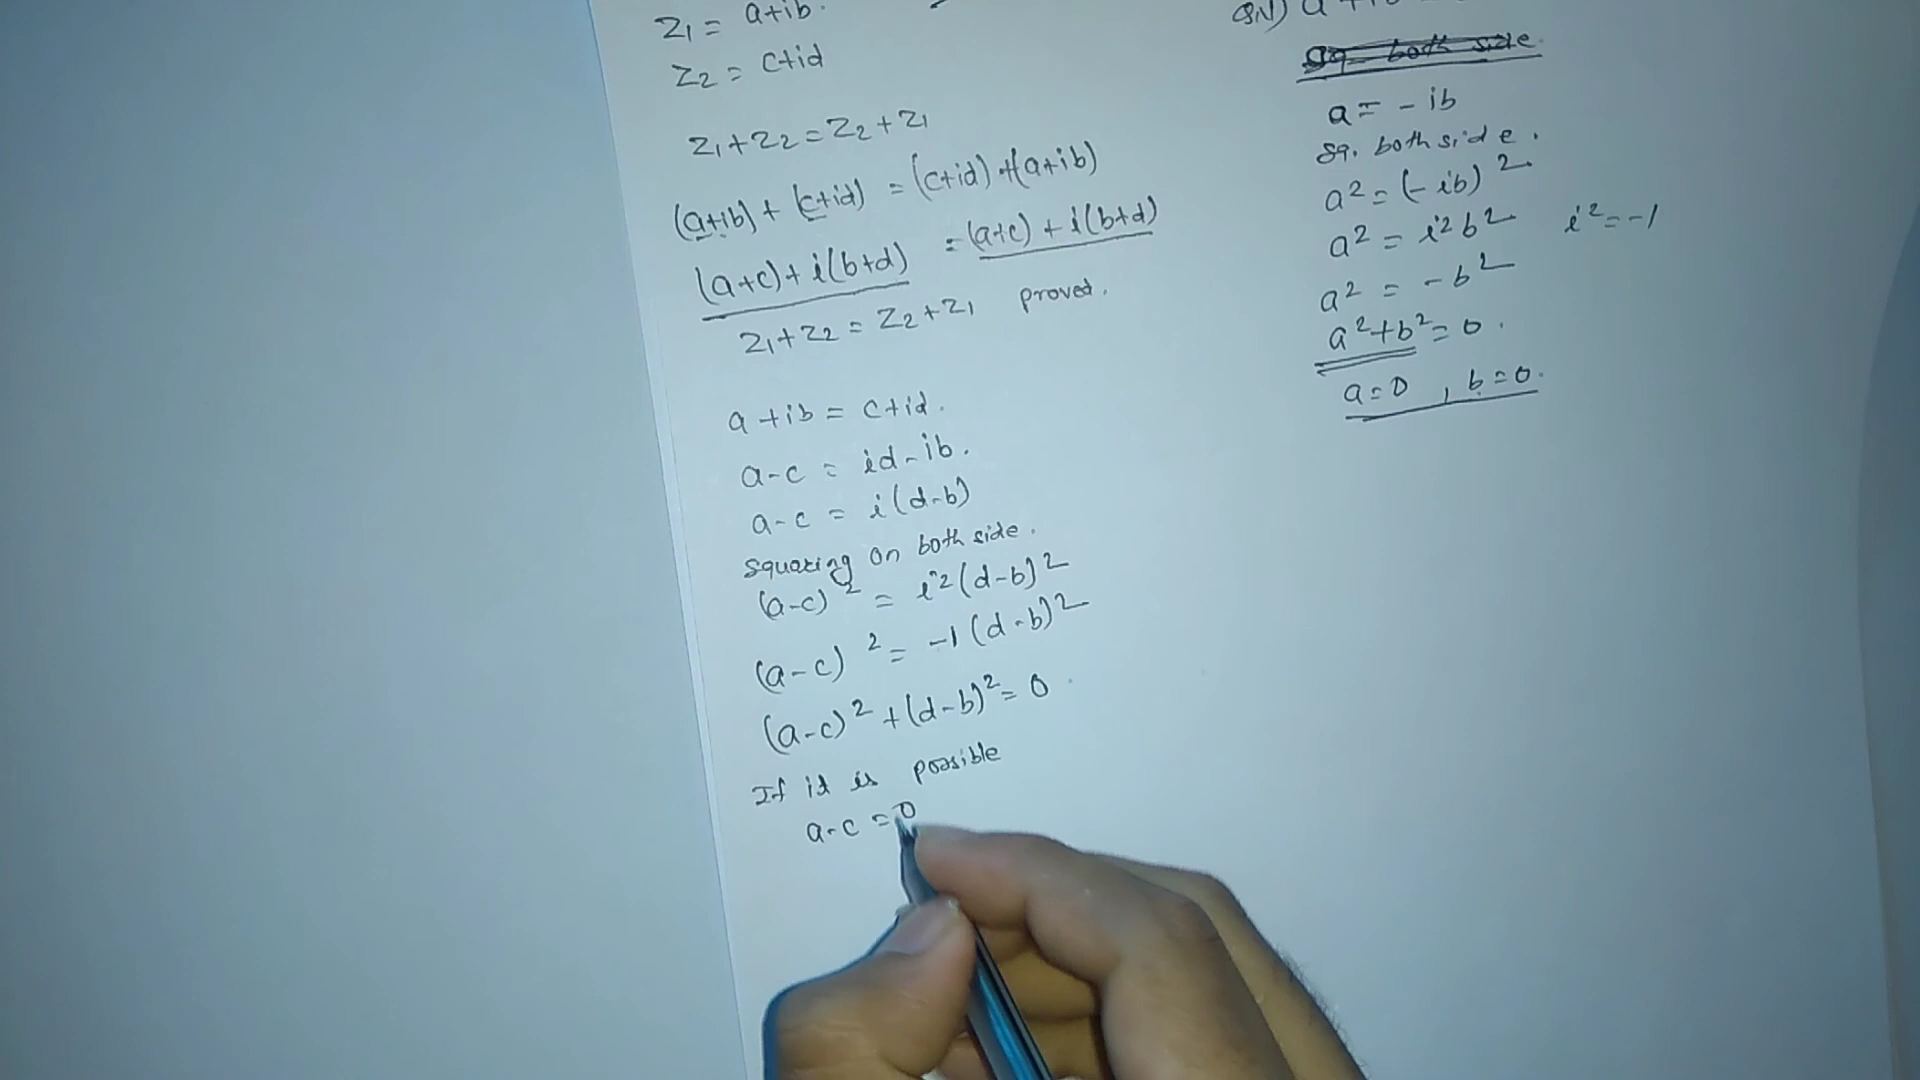 z₁ = a+ib.
z₂ = c+id
z₁+z₂ = z₂+z₁
(a+ib) + (c+id) = (c+id) + (a+ib)
(a+c) + i(b+d) = (a+c) + i(b+d)
z₁+z₂ = z₂+z₁ proved.
a+ib = c+id.
a-c = id-ib.
a-c = i(d-b)
squaring on both side.
(a-c)² = i²(d-b)²
(a-c)² = -1(d-b)²
(a-c)² + (d-b)² = 0
If it is possible
a-c = 0
Sq both side.
a = -ib
sq. both side.
a² = (-ib)²
a² = i²b² i² = -1
a² = -b²
a²+b² = 0.
a=0, b=0.